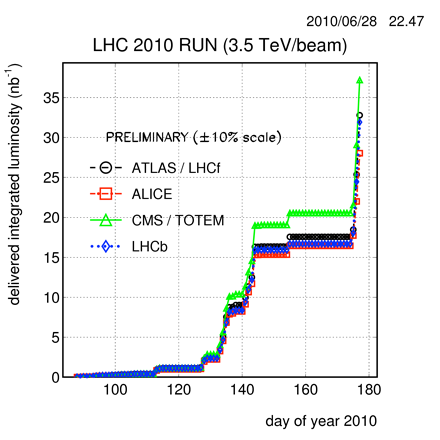 2010/06/28 22.47
LHC 2010 RUN (3.5 TeV/beam)
delivered integrated luminosity (nb⁻¹)
35
30
25
20
15
10
5
0
PRELIMINARY (±10% scale)
ATLAS / LHCf
ALICE
CMS / TOTEM
LHCb
100 120 140 160 180
day of year 2010